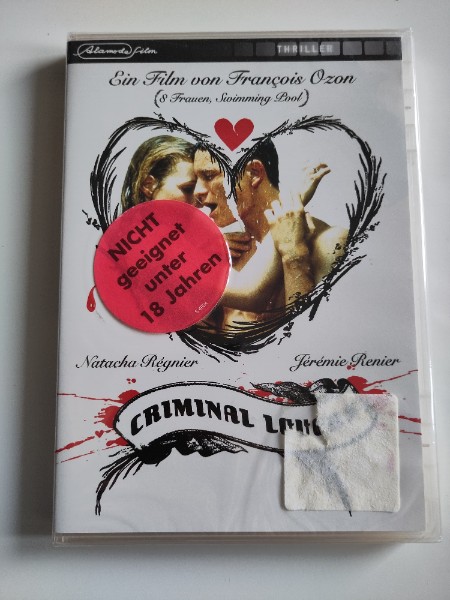 Alamode film
THRILLER
Ein Film von François Ozon
(8 Frauen, Swimming Pool)
NICHT
geeignet
unter
18 Jahren
Natacha Régnier
Jérémie Renier
CRIMINAL